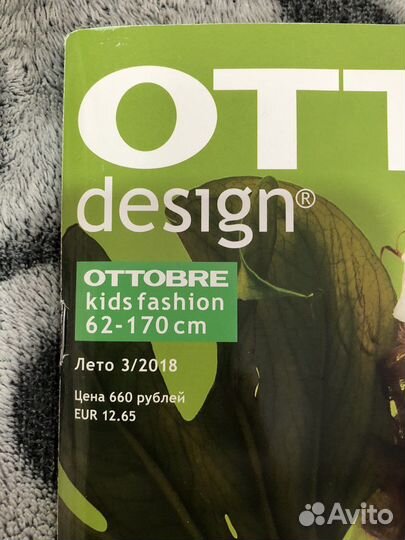 OTT
design®
OTTOBRE
kids fashion
62-170 cm
Лето 3/2018
Цена 660 рублей
EUR 12.65
Avito